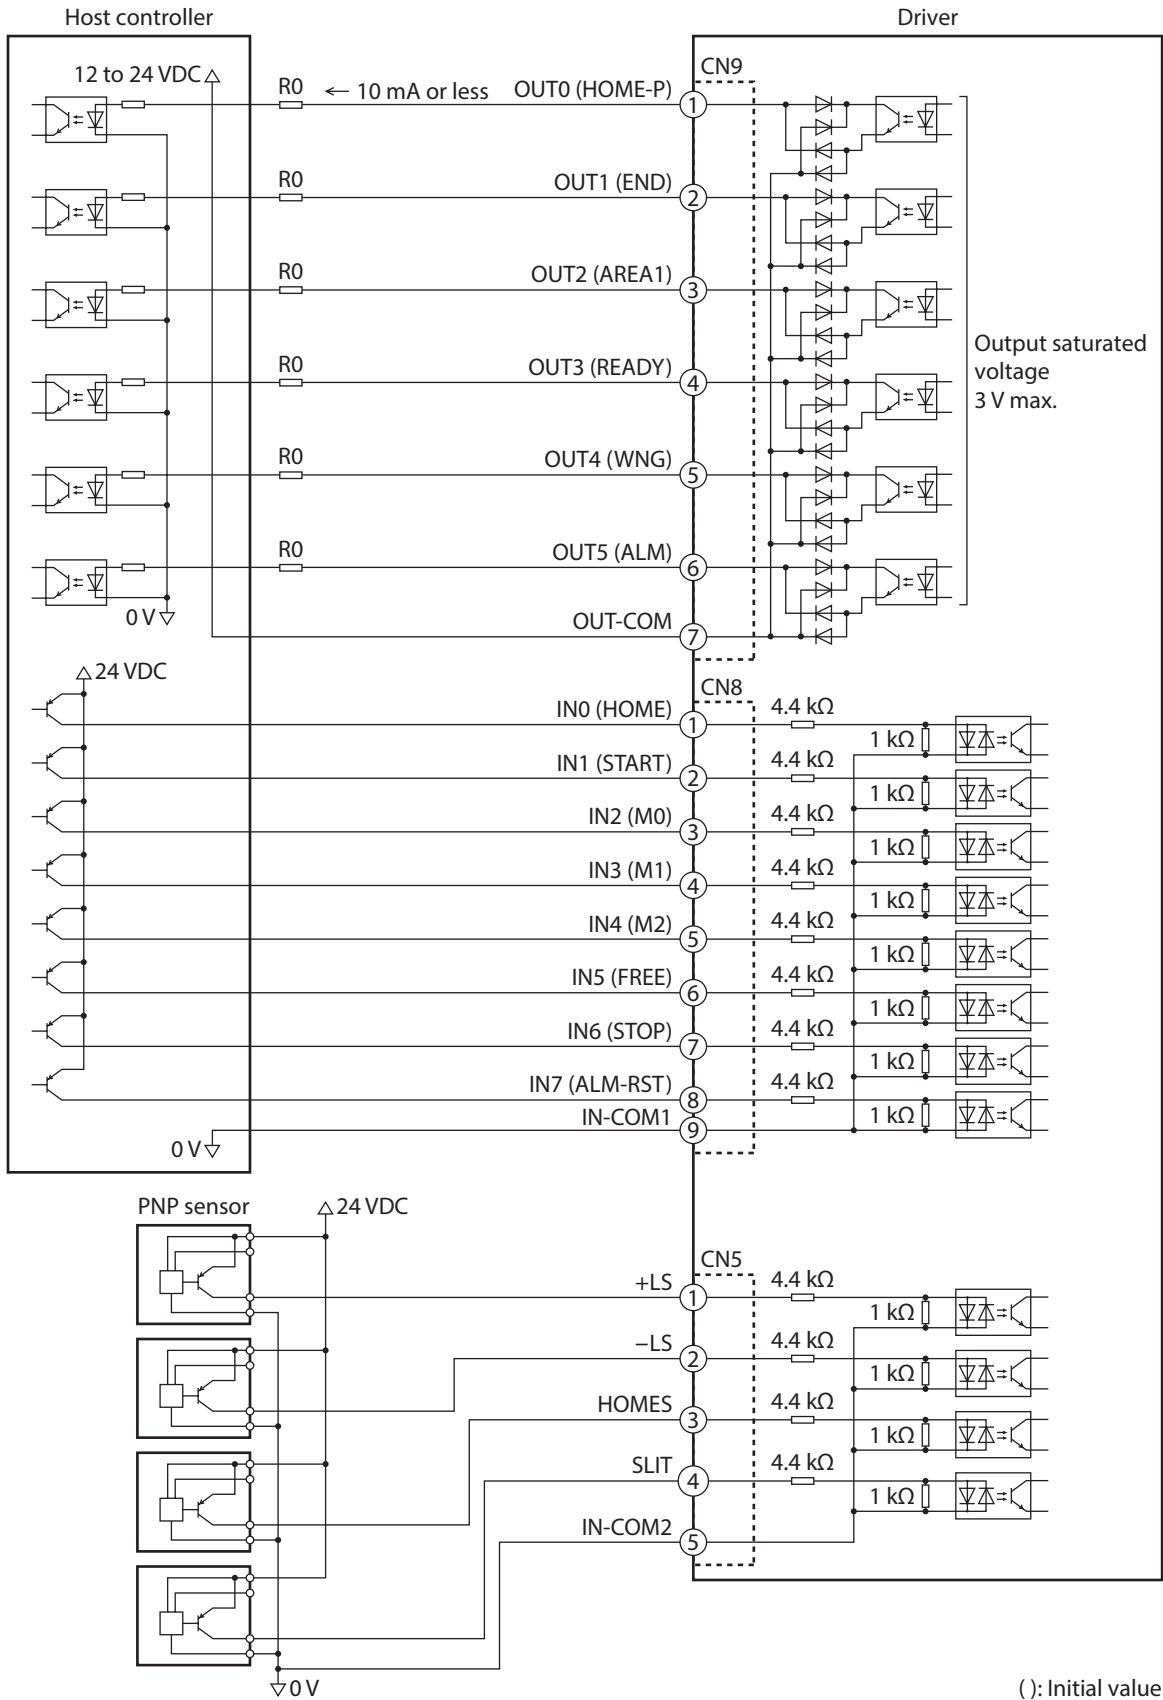 Host controller
Driver
12 to 24 VDC
R0
← 10 mA or less
OUT0 (HOME-P)
CN9
1
R0
OUT1 (END)
2
R0
OUT2 (AREA1)
3
Output saturated
voltage
3 V max.
R0
OUT3 (READY)
4
R0
OUT4 (WNG)
5
R0
OUT5 (ALM)
6
0 V
OUT-COM
7
24 VDC
CN8
IN0 (HOME)
1
4.4 kΩ
1 kΩ
IN1 (START)
2
4.4 kΩ
1 kΩ
IN2 (M0)
3
4.4 kΩ
1 kΩ
IN3 (M1)
4
4.4 kΩ
1 kΩ
IN4 (M2)
5
4.4 kΩ
1 kΩ
IN5 (FREE)
6
4.4 kΩ
1 kΩ
IN6 (STOP)
7
4.4 kΩ
1 kΩ
IN7 (ALM-RST)
8
4.4 kΩ
1 kΩ
IN-COM1
9
0 V
PNP sensor
24 VDC
CN5
+LS
1
4.4 kΩ
1 kΩ
−LS
2
4.4 kΩ
1 kΩ
HOMES
3
4.4 kΩ
1 kΩ
SLIT
4
4.4 kΩ
1 kΩ
IN-COM2
5
0 V
( ): Initial value